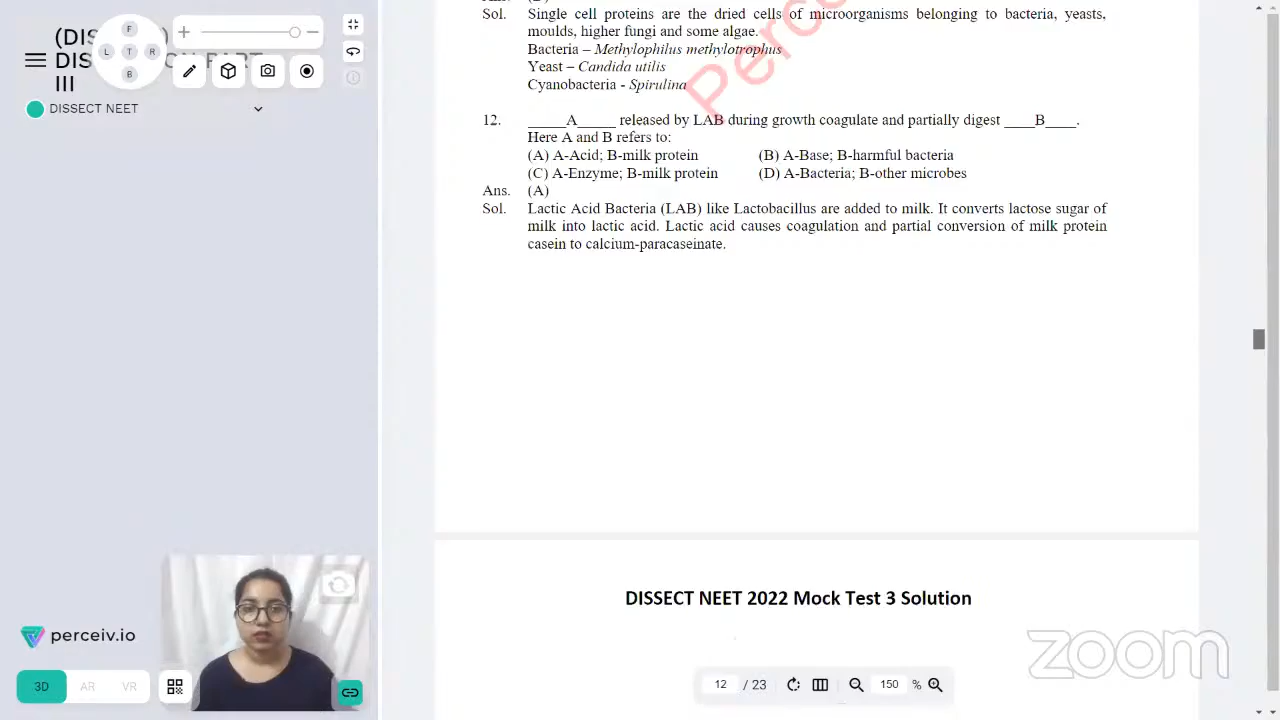 (DIS
DIS
III
ON PART
F
L T R
B
DISSECT NEET
Sol. Single cell proteins are the dried cells of microorganisms belonging to bacteria, yeasts,
moulds, higher fungi and some algae.
Bacteria – Methylophilus methylotrophus
Yeast – Candida utilis
Cyanobacteria - Spirulina
12. _____A_____ released by LAB during growth coagulate and partially digest ____B____.
Here A and B refers to:
(A) A-Acid; B-milk protein (B) A-Base; B-harmful bacteria
(C) A-Enzyme; B-milk protein (D) A-Bacteria; B-other microbes
Ans. (A)
Sol. Lactic Acid Bacteria (LAB) like Lactobacillus are added to milk. It converts lactose sugar of
milk into lactic acid. Lactic acid causes coagulation and partial conversion of milk protein
casein to calcium-paracaseinate.
Perc
DISSECT NEET 2022 Mock Test 3 Solution
perceiv.io
3D AR VR
12 / 23 150 %
zoom